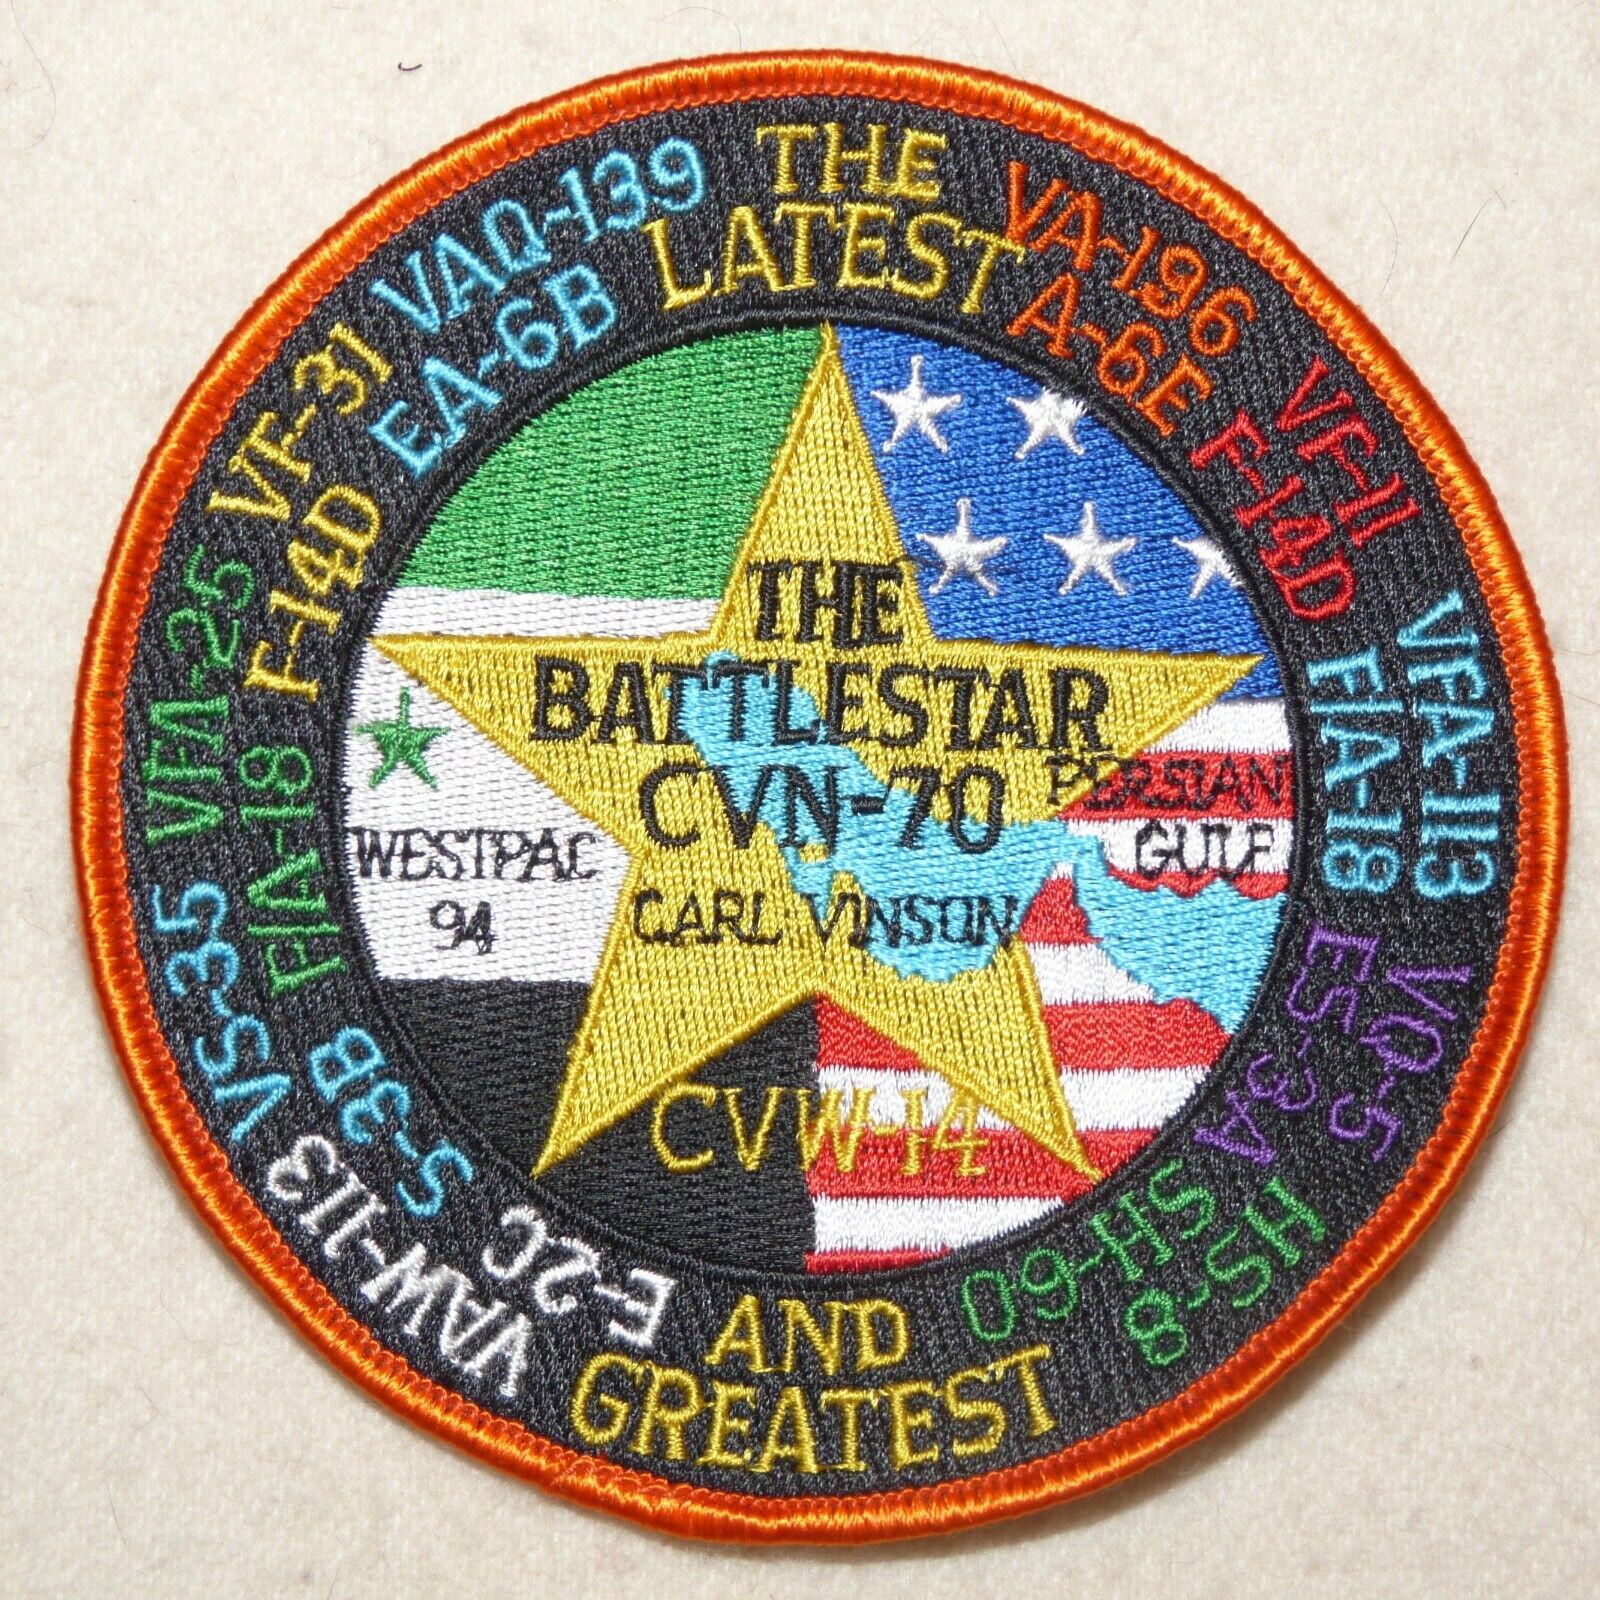 THE
LATEST
VA-196
A-6E
VF-11
F-14D
VFA-113
F/A-18
VQ-5
ES-3A
HS-8
SH-60
AND
GREATEST
VAW-113
E-2C
VS-35
S-3B
VFA-25
F/A-18
VF-31
F-14D
VAQ-139
EA-6B
THE
BATTLESTAR
CVN-70
CARL VINSON
PERSIAN
GULF
WESTPAC
94
CVW-14